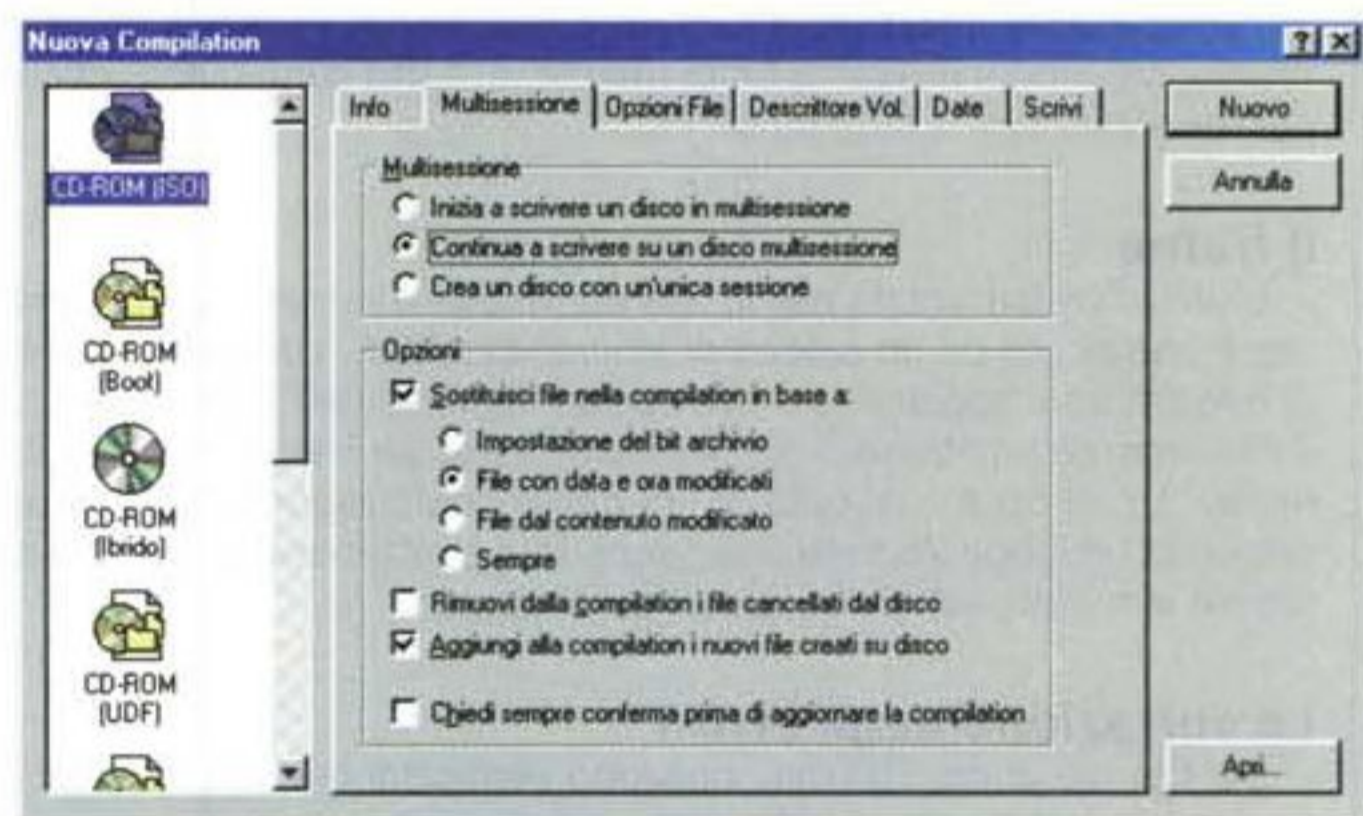 Nuova Compilation
CD-ROM (ISO)
CD-ROM
(Boot)
CD-ROM
(Ibrido)
CD-ROM
(UDF)
Info
Multisessione
Opzioni File
Descrittore Vol.
Date
Scrivi
Multisessione
Inizia a scrivere un disco in multisessione
Continua a scrivere su un disco multisessione
Crea un disco con un'unica sessione
Opzioni
Sostituisci file nella compilation in base a:
Impostazione del bit archivio
File con data e ora modificati
File dal contenuto modificato
Sempre
Rimuovi dalla compilation i file cancellati dal disco
Aggiungi alla compilation i nuovi file creati su disco
Chiedi sempre conferma prima di aggiornare la compilation
Nuovo
Annulla
Apri...